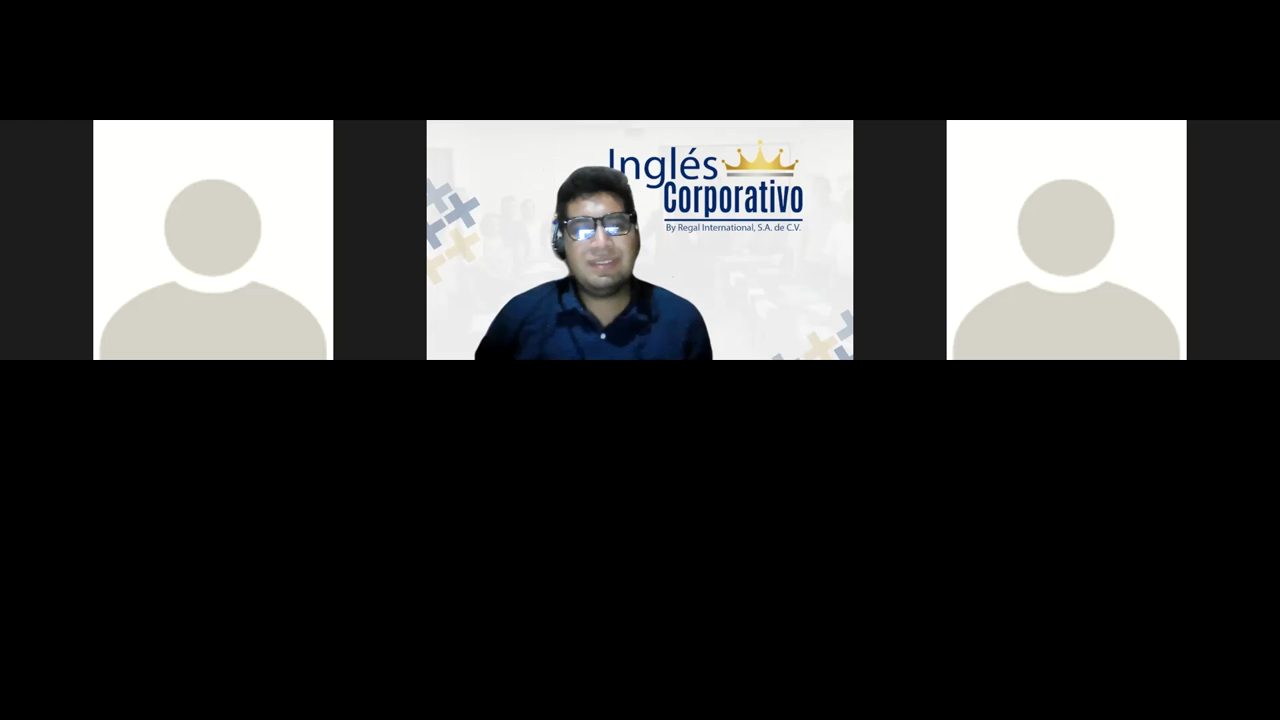 Inglés
Corporativo
By Regal International, S.A. de C.V.